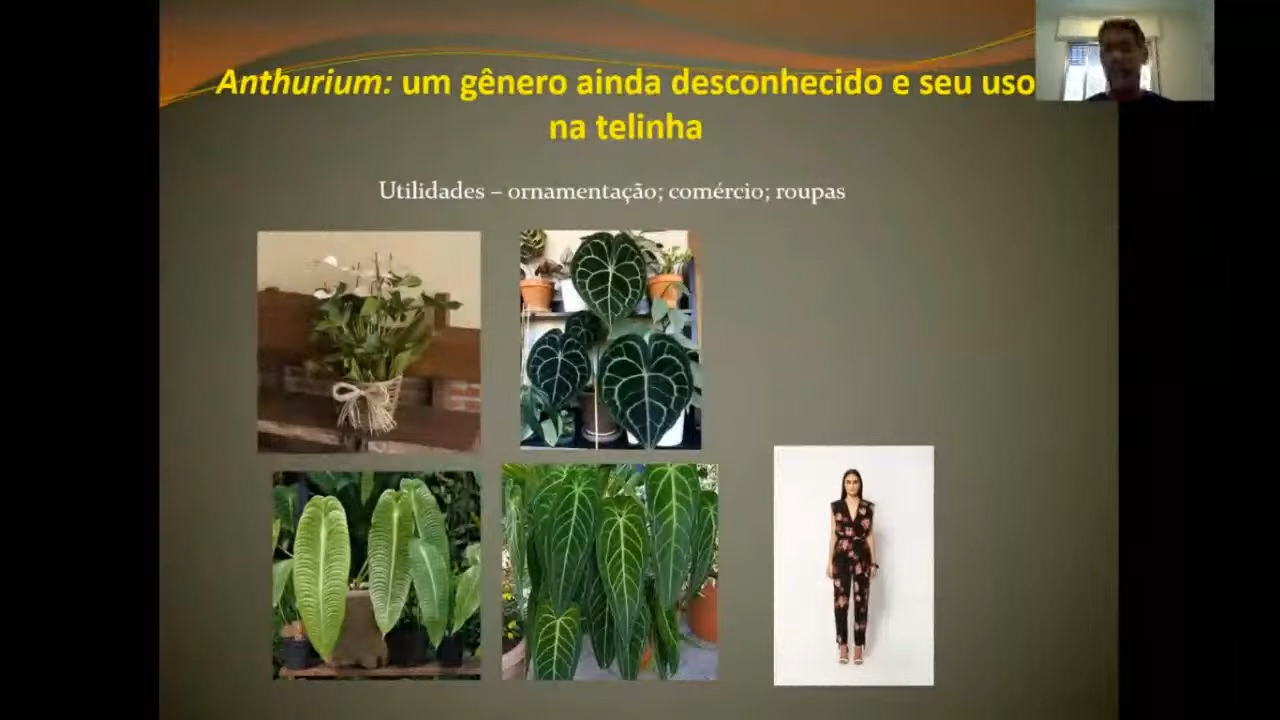 Anthurium: um gênero ainda desconhecido e seu uso
na telinha
Utilidades – ornamentação; comércio; roupas